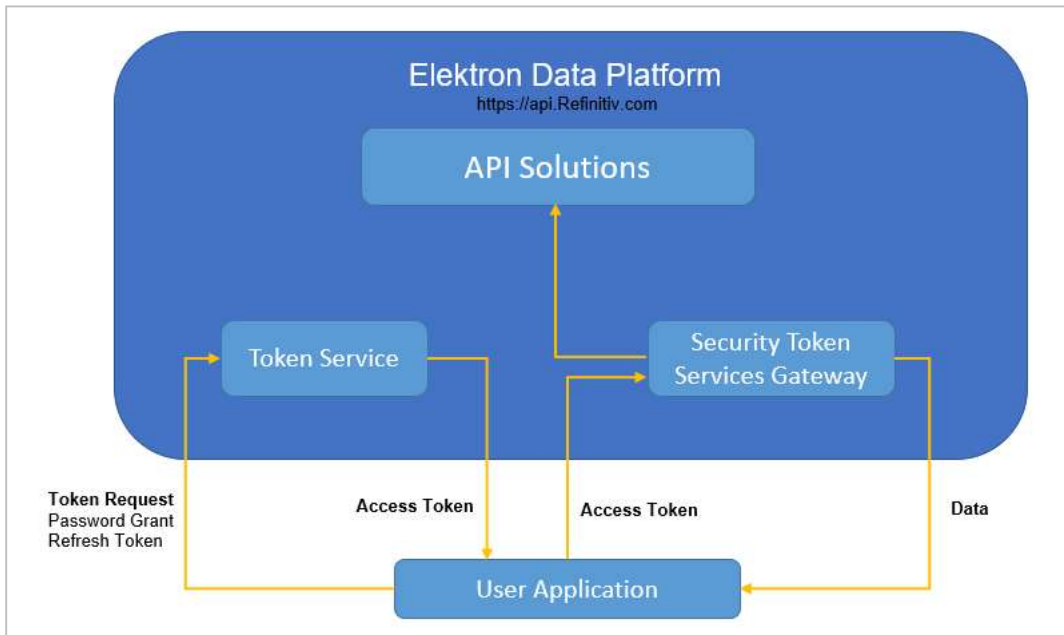 Elektron Data Platform
https://api.Refinitiv.com
API Solutions
Token Service
Security Token
Services Gateway
Token Request
Password Grant
Refresh Token
Access Token
Access Token
Data
User Application